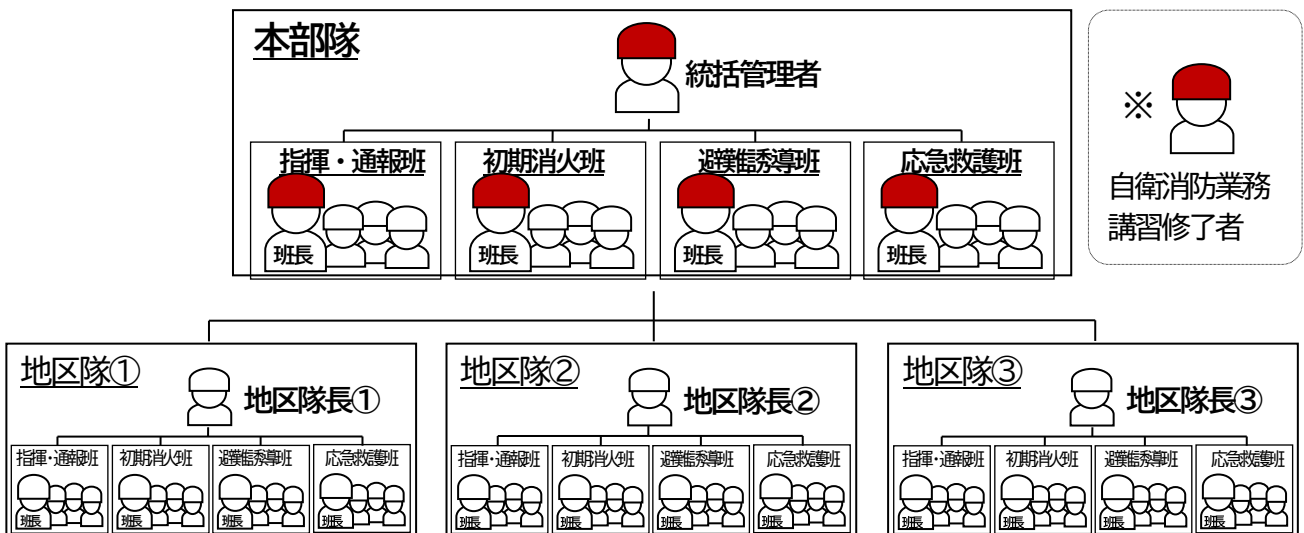 本部隊
統括管理者
指揮・通報班
初期消火班
避難誘導班
応急救護班
班長
班長
班長
班長
※
自衛消防業務
講習修了者
地区隊①
地区隊長①
指揮・通報班
初期消火班
避難誘導班
応急救護班
班長
班長
班長
班長
地区隊②
地区隊長②
指揮・通報班
初期消火班
避難誘導班
応急救護班
班長
班長
班長
班長
地区隊③
地区隊長③
指揮・通報班
初期消火班
避難誘導班
応急救護班
班長
班長
班長
班長